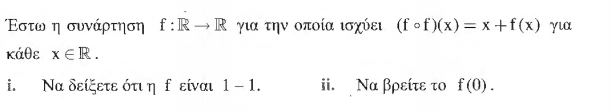 Έστω η συνάρτηση f : ℝ → ℝ για την οποία ισχύει (f ∘ f)(x) = x + f(x) για
κάθε x ∈ ℝ.
i. Να δείξετε ότι η f είναι 1 – 1. ii. Να βρείτε το f(0).